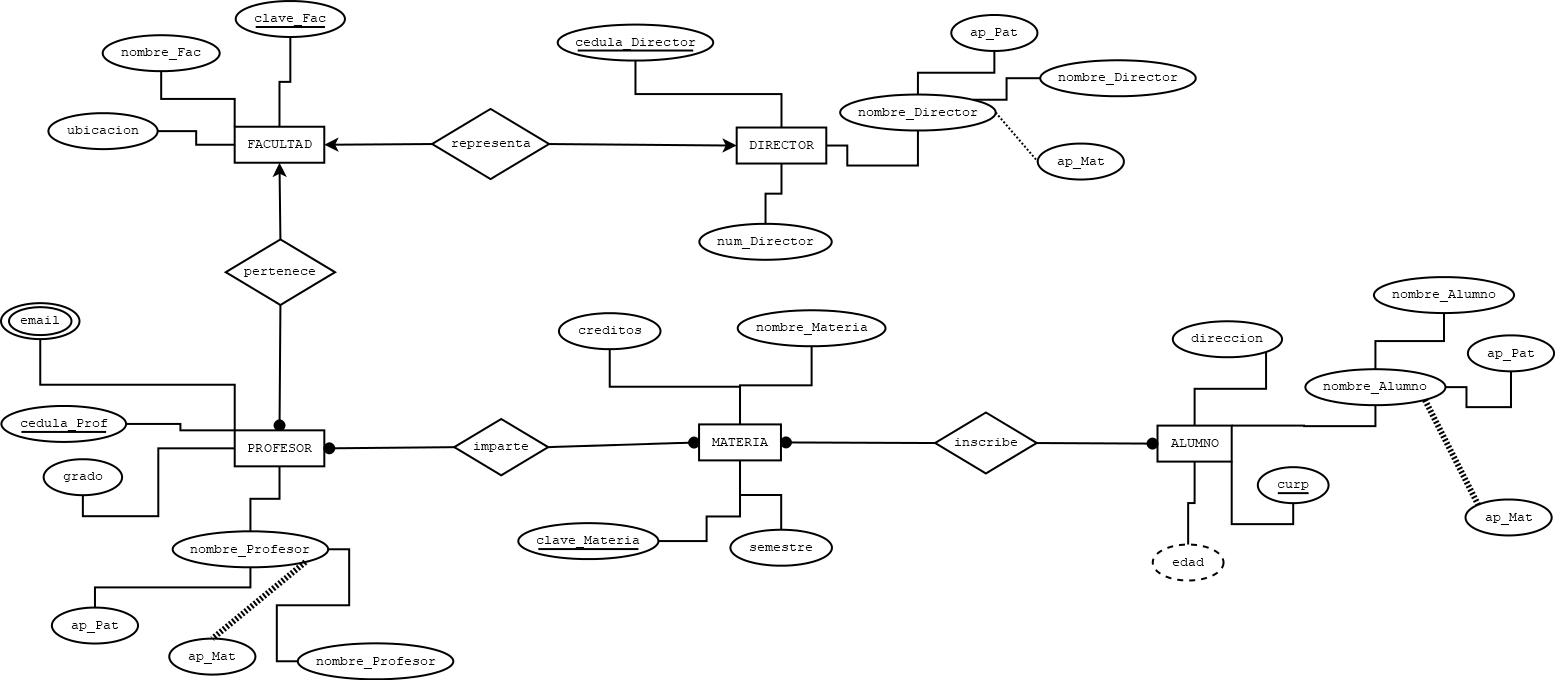 clave_Fac
nombre_Fac
ubicacion
FACULTAD
representa
cedula_Director
DIRECTOR
num_Director
nombre_Director
ap_Pat
nombre_Director
ap_Mat
pertenece
email
cedula_Prof
grado
PROFESOR
nombre_Profesor
ap_Pat
ap_Mat
nombre_Profesor
imparte
creditos
nombre_Materia
MATERIA
clave_Materia
semestre
inscribe
direccion
ALUMNO
nombre_Alumno
nombre_Alumno
ap_Pat
ap_Mat
curp
edad